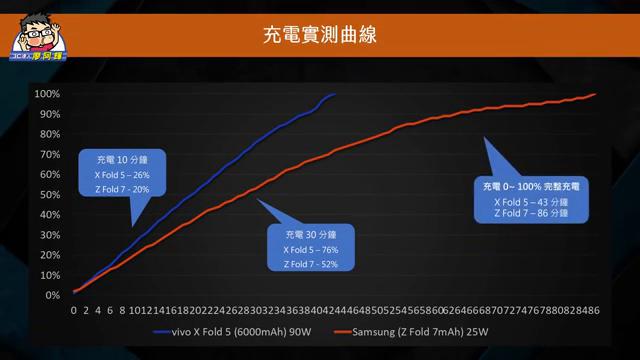 充電實測曲線
3C達人
廖阿輝
100%
90%
80%
70%
60%
50%
40%
30%
20%
10%
0%
充電 10 分鐘
X Fold 5 – 26%
Z Fold 7 - 20%
充電 30 分鐘
X Fold 5 – 76%
Z Fold 7 - 52%
充電 0~ 100% 完整充電
X Fold 5 – 43 分鐘
Z Fold 7 – 86 分鐘
0 2 4 6 8 10 12 14 16 18 20 22 24 26 28 30 32 34 36 38 40 42 44 46 48 50 52 54 56 58 60 62 64 66 68 70 72 74 76 78 80 82 84 86
vivo X Fold 5 (6000mAh) 90W Samsung (Z Fold 7mAh) 25W